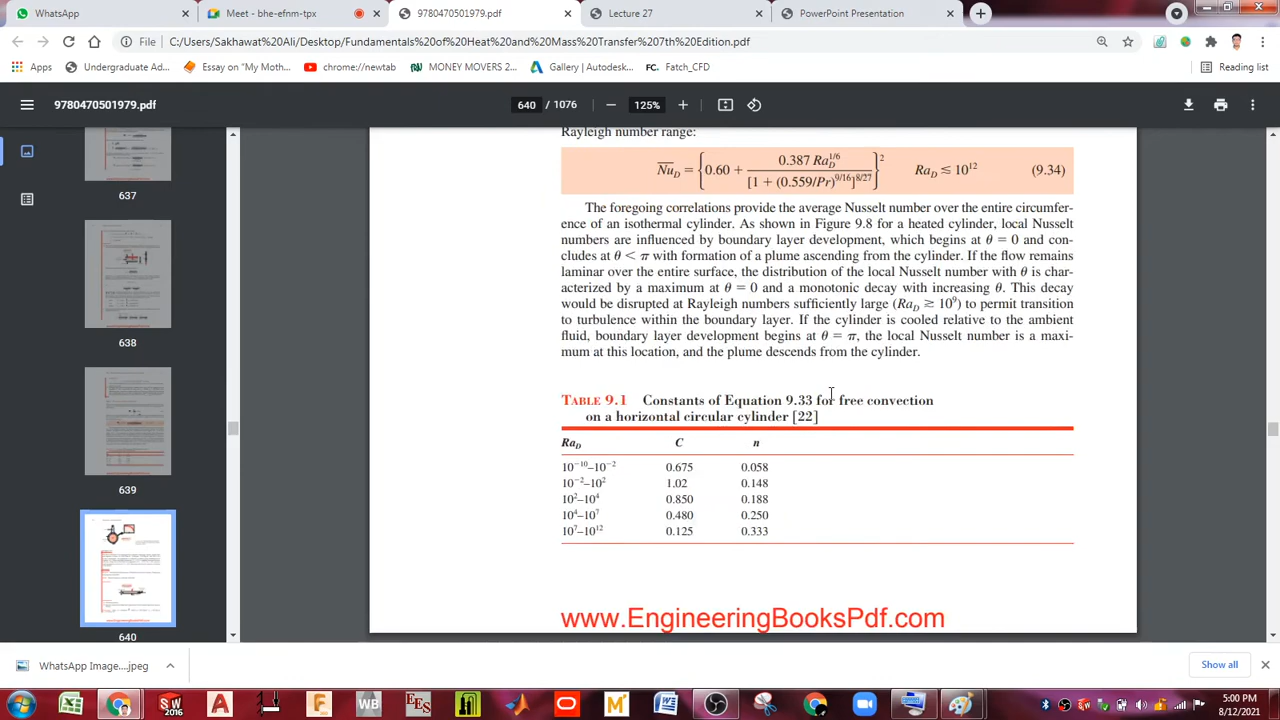 WhatsApp
Meet - bhe-efnm-tpx
9780470501979.pdf
Lecture 27
PowerPoint Presentation
File
C:/Users/Sakhawat Ali/Desktop/Fundamentals%20of%20Heat%20and%20Mass%20Transfer%207th%20Edition.pdf
Apps
Undergraduate Ad...
Essay on "My Moth...
chrome://newtab
MONEY MOVERS 2...
Gallery | Autodesk...
FC. Fatch_CFD
Reading list
9780470501979.pdf
640 / 1076
125%
637
638
639
640
Rayleigh number range:
Nu_D = {0.60 + 0.387 Ra_D^1/6 / [1 + (0.559/Pr)^9/16]^8/27}^2 Ra_D ≲ 10^12 (9.34)
The foregoing correlations provide the average Nusselt number over the entire circumfer-
ence of an isothermal cylinder. As shown in Figure 9.8 for a heated cylinder, local Nusselt
numbers are influenced by boundary layer development, which begins at θ = 0 and con-
cludes at θ < π with formation of a plume ascending from the cylinder. If the flow remains
laminar over the entire surface, the distribution of the local Nusselt number with θ is char-
acterized by a maximum at θ = 0 and a monotonic decay with increasing θ. This decay
would be disrupted at Rayleigh numbers sufficiently large (Ra_D ≳ 10^9) to permit transition
to turbulence within the boundary layer. If the cylinder is cooled relative to the ambient
fluid, boundary layer development begins at θ = π, the local Nusselt number is a maxi-
mum at this location, and the plume descends from the cylinder.
TABLE 9.1 Constants of Equation 9.33 for free convection
on a horizontal circular cylinder [22]
Ra_D C n
10^−10–10^−2 0.675 0.058
10^−2–10^2 1.02 0.148
10^2–10^4 0.850 0.188
10^4–10^7 0.480 0.250
10^7–10^12 0.125 0.333
www.EngineeringBooksPdf.com
WhatsApp Image....jpeg
Show all
SW 2016
WB
EES
5:00 PM
8/12/2021